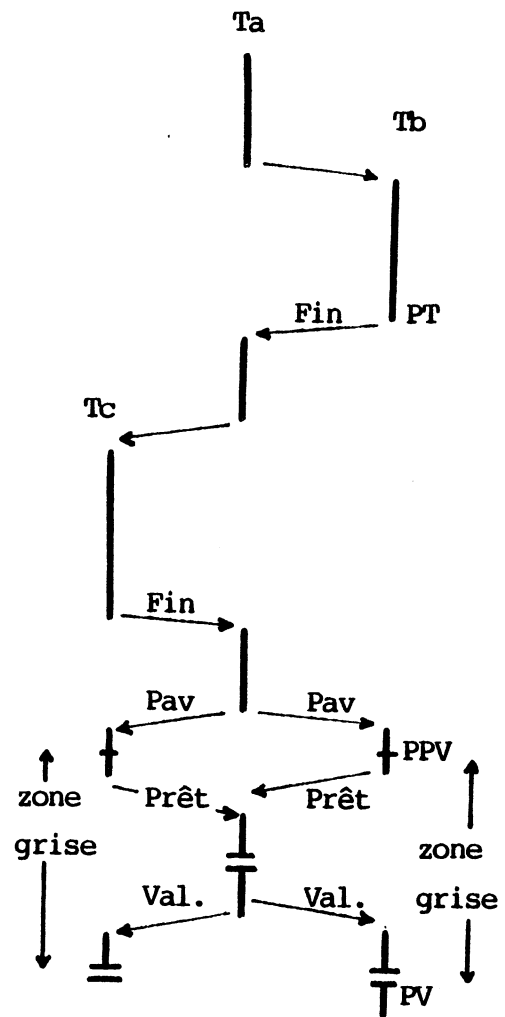 Ta
Tb
Fin
PT
Tc
Fin
Pav
Pav
PPV
zone
grise
Prêt
Prêt
zone
grise
Val.
Val.
PV